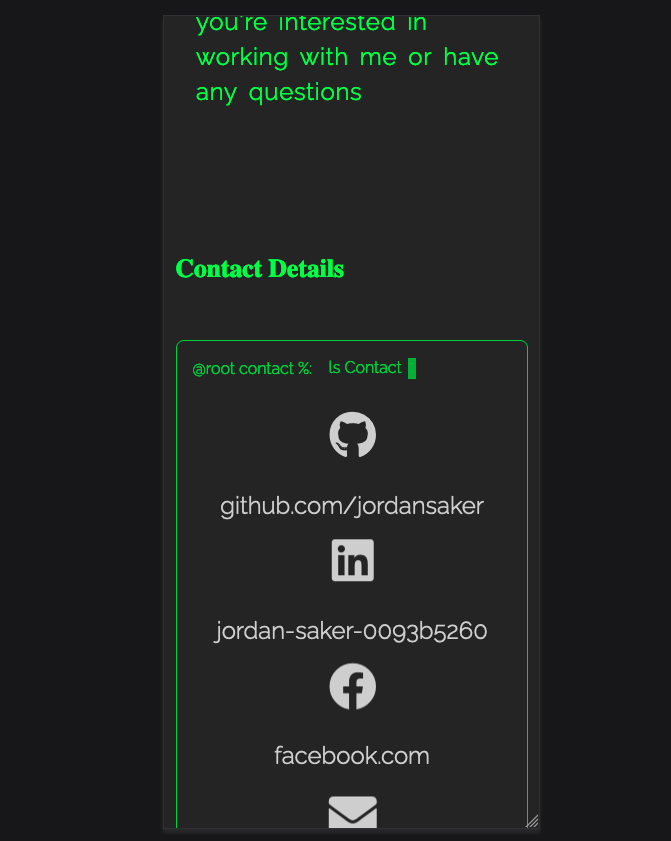 you're interested in
working with me or have
any questions
Contact Details
@root contact %: ls Contact
github.com/jordansaker
jordan-saker-0093b5260
facebook.com